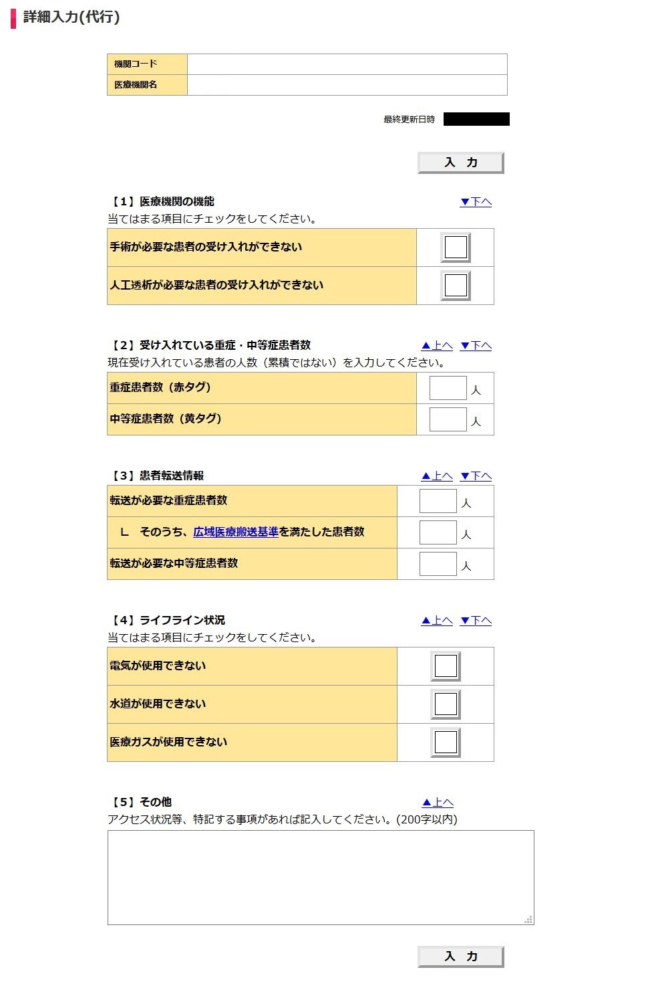 詳細入力(代行)
機関コード
医療機関名
最終更新日時
入 力
【1】医療機関の機能 ▼下へ
当てはまる項目にチェックをしてください。
手術が必要な患者の受け入れができない
人工透析が必要な患者の受け入れができない
【2】受け入れている重症・中等症患者数 ▲上へ ▼下へ
現在受け入れている患者の人数（累積ではない）を入力してください。
重症患者数（赤タグ） 人
中等症患者数（黄タグ） 人
【3】患者転送情報 ▲上へ ▼下へ
転送が必要な重症患者数 人
∟ そのうち、広域医療搬送基準を満たした患者数 人
転送が必要な中等症患者数 人
【4】ライフライン状況 ▲上へ ▼下へ
当てはまる項目にチェックをしてください。
電気が使用できない
水道が使用できない
医療ガスが使用できない
【5】その他 ▲上へ
アクセス状況等、特記する事項があれば記入してください。(200字以内)
入 力